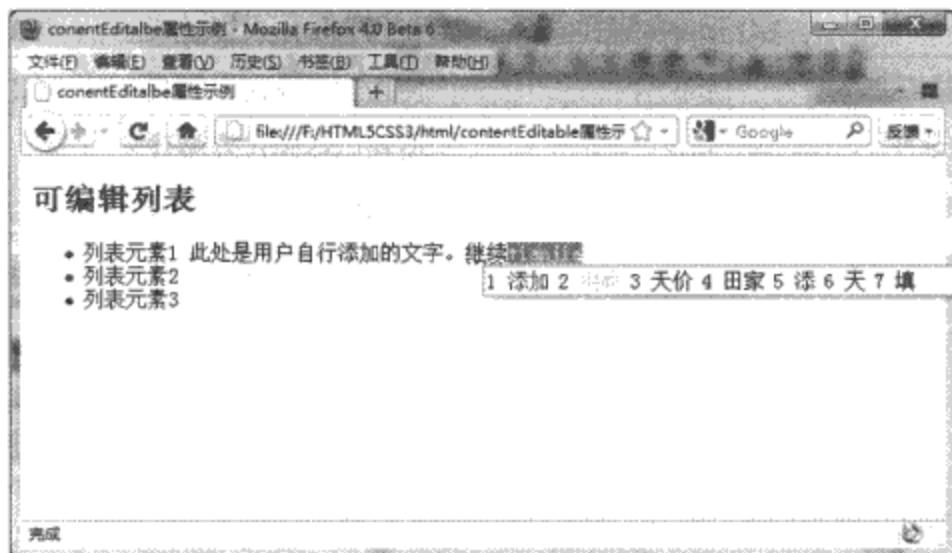 conentEditalbe属性示例 - Mozilla Firefox 4.0 Beta 6
文件(F) 编辑(E) 查看(V) 历史(S) 书签(B) 工具(T) 帮助(H)
conentEditalbe属性示例
file:///F:/HTML5CSS3/html/contentEditable属性示 Google 反馈
可编辑列表
列表元素1 此处是用户自行添加的文字。继续
1 添加 2 3 天价 4 田家 5 添 6 天 7 填
列表元素2
列表元素3
完成